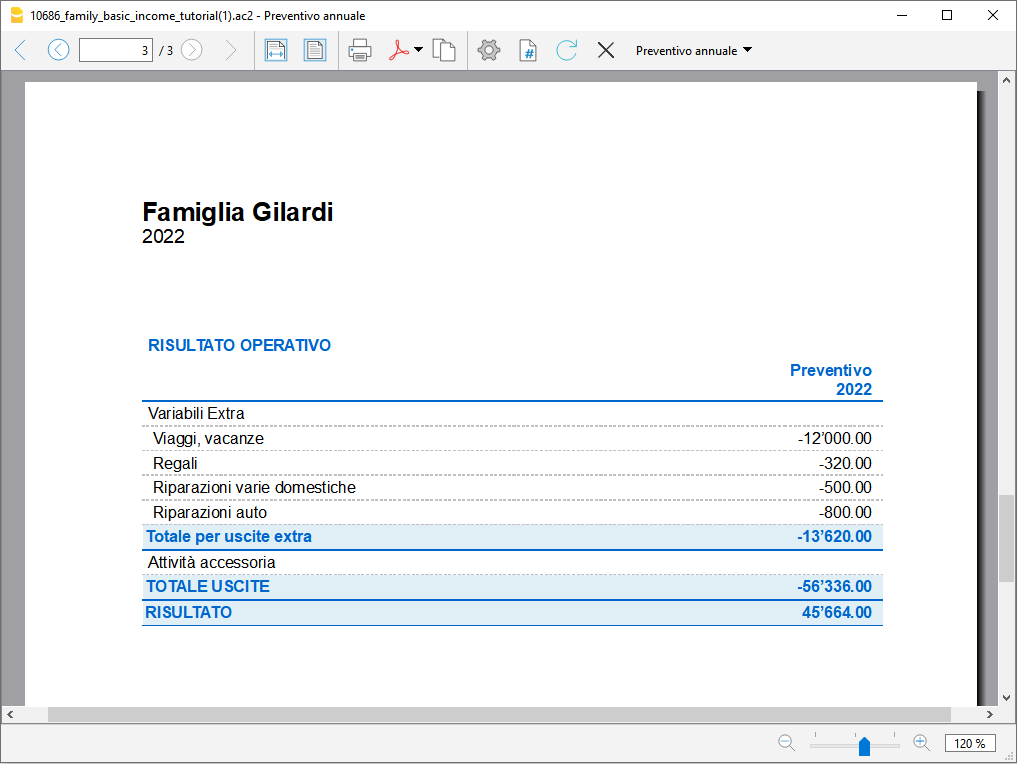 10686_family_basic_income_tutorial(1).ac2 - Preventivo annuale
3 / 3 Preventivo annuale
Famiglia Gilardi
2022
RISULTATO OPERATIVO
Preventivo
2022
Variabili Extra
Viaggi, vacanze -12’000.00
Regali -320.00
Riparazioni varie domestiche -500.00
Riparazioni auto -800.00
Totale per uscite extra -13’620.00
Attività accessoria
TOTALE USCITE -56’336.00
RISULTATO 45’664.00
120 %